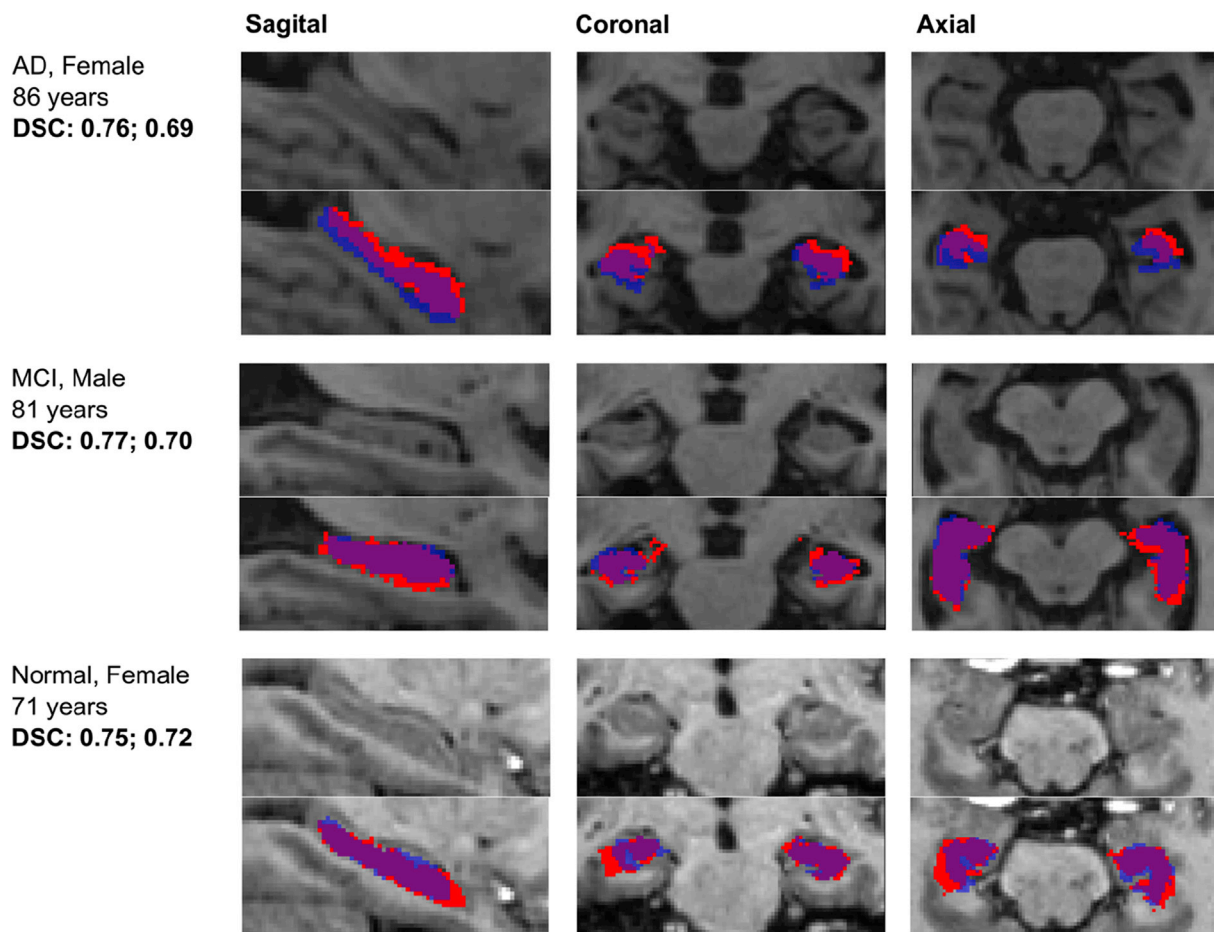 Sagital
Coronal
Axial
AD, Female
86 years
DSC: 0.76; 0.69
MCI, Male
81 years
DSC: 0.77; 0.70
Normal, Female
71 years
DSC: 0.75; 0.72